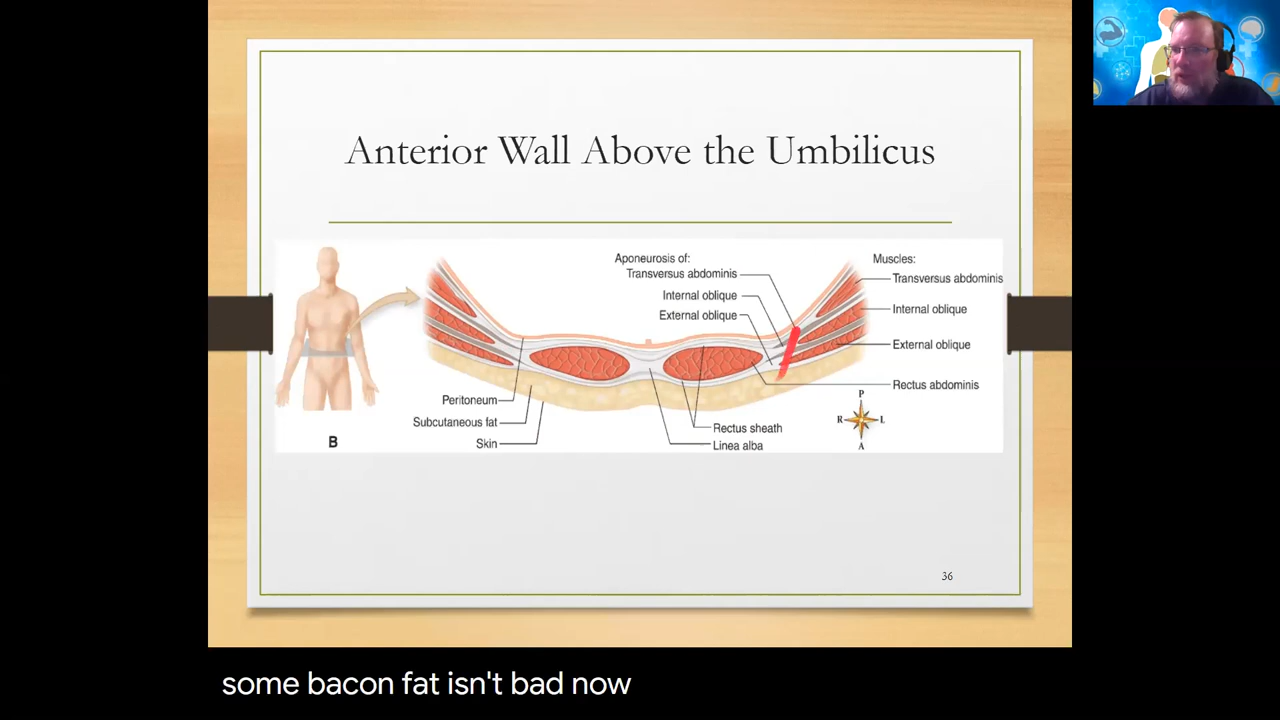 Anterior Wall Above the Umbilicus
Aponeurosis of:
Transversus abdominis
Internal oblique
External oblique
Muscles:
Transversus abdominis
Internal oblique
External oblique
Rectus abdominis
Peritoneum
Subcutaneous fat
Skin
Rectus sheath
Linea alba
P
R
L
A
B
36
some bacon fat isn't bad now